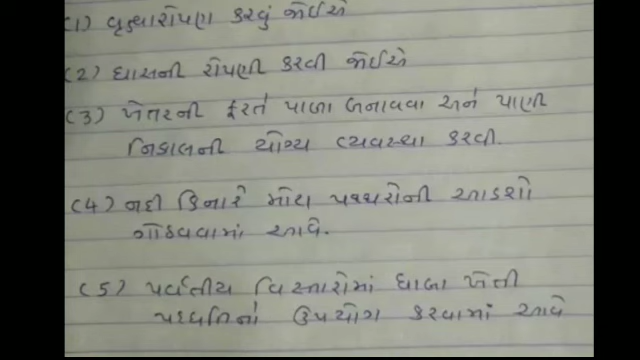 (1) વૃક્ષારોપણ કરવું જોઈએ
(2) ઘાસની રોપણી કરવી જોઈએ
(3) ખેતરની ફરતે પાળા બનાવવા અને પાણી
નિકાલની યોગ્ય વ્યવસ્થા કરવી.
(4) નદી કિનારે મોટા પથ્થરોની આડશો
ગોઠવવામાં આવે.
(5) પર્વતીય વિસ્તારોમાં ઘાબા ખેતી
પધ્ધતિનો ઉપયોગ કરવામાં આવે